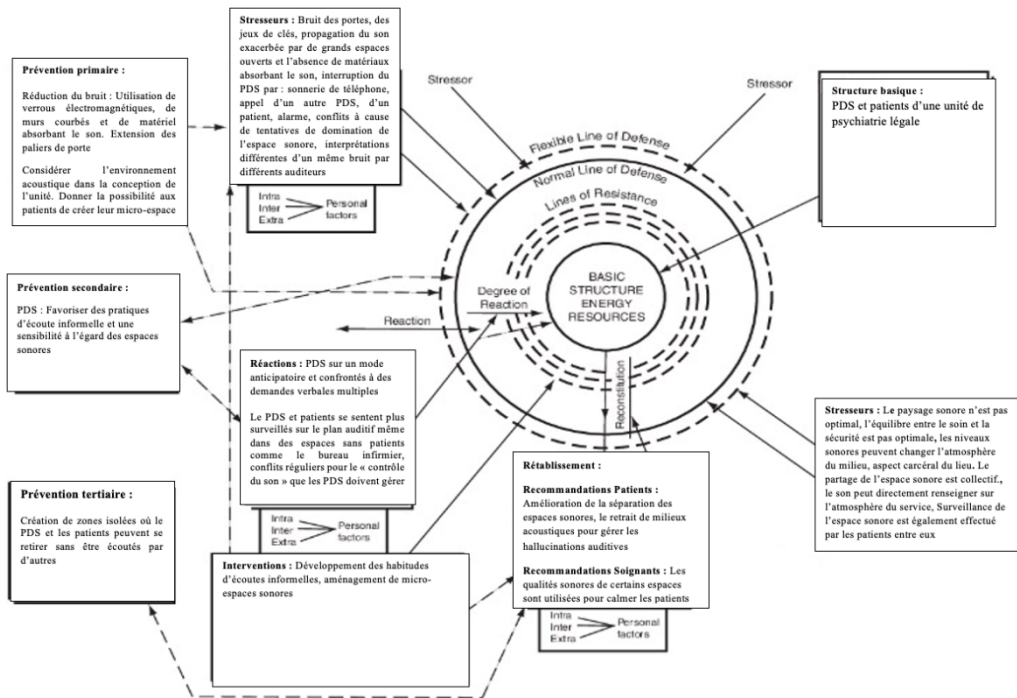 Stresseurs : Bruit des portes, des
jeux de clés, propagation du son
exacerbée par de grands espaces
ouverts et l'absence de matériaux
absorbant le son, interruption du
PDS par : sonnerie de téléphone,
appel d'un autre PDS, d'un
patient, alarme, conflits à cause
de tentatives de domination de
l'espace sonore, interprétations
différentes d'un même bruit par
différents auditeurs
Intra
Inter
Extra
Personal
factors
Prévention primaire :
Réduction du bruit : Utilisation de
verrous électromagnétiques, de
murs courbés et de matériel
absorbant le son. Extension des
paliers de porte
Considérer l'environnement
acoustique dans la conception de
l'unité. Donner la possibilité aux
patients de créer leur micro-espace
Stressor
Stressor
Structure basique :
PDS et patients d'une unité de
psychiatrie légale
Flexible Line of Defense
Normal Line of Defense
Lines of Resistance
BASIC
STRUCTURE
ENERGY
RESOURCES
Degree of
Reaction
Reaction
Reconstitution
Prévention secondaire :
PDS : Favoriser des pratiques
d'écoute informelle et une
sensibilité à l'égard des espaces
sonores
Réactions : PDS sur un mode
anticipatoire et confrontés à des
demandes verbales multiples
Le PDS et patients se sentent plus
surveillés sur le plan auditif même
dans des espaces sans patients
comme le bureau infirmier,
conflits réguliers pour le « contrôle
du son » que les PDS doivent gérer
Intra
Inter
Extra
Personal
factors
Stresseurs : Le paysage sonore n'est pas
optimal, l'équilibre entre le soin et la
sécurité est pas optimale, les niveaux
sonores peuvent changer l'atmosphère
du milieu, aspect carcéral du lieu. Le
partage de l'espace sonore est collectif.,
le son peut directement renseigner sur
l'atmosphère du service, Surveillance de
l'espace sonore est également effectué
par les patients entre eux
Prévention tertiaire :
Création de zones isolées où le
PDS et les patients peuvent se
retirer sans être écoutés par
d'autres
Interventions : Développement des habitudes
d'écoutes informelles, aménagement de micro-
espaces sonores
Rétablissement :
Recommandations Patients :
Amélioration de la séparation des
espaces sonores, le retrait de milieux
acoustiques pour gérer les
hallucinations auditives
Recommandations Soignants : Les
qualités sonores de certains espaces
sont utilisées pour calmer les patients
Intra
Inter
Extra
Personal
factors